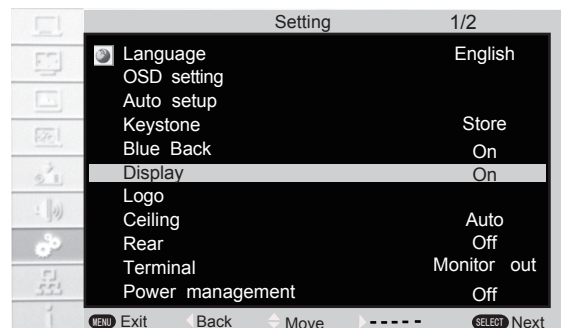 Setting 1/2
Language English
OSD setting
Auto setup
Keystone Store
Blue Back On
Display On
Logo
Ceiling Auto
Rear Off
Terminal Monitor out
Power management Off
MENU Exit Back Move ----- SELECT Next